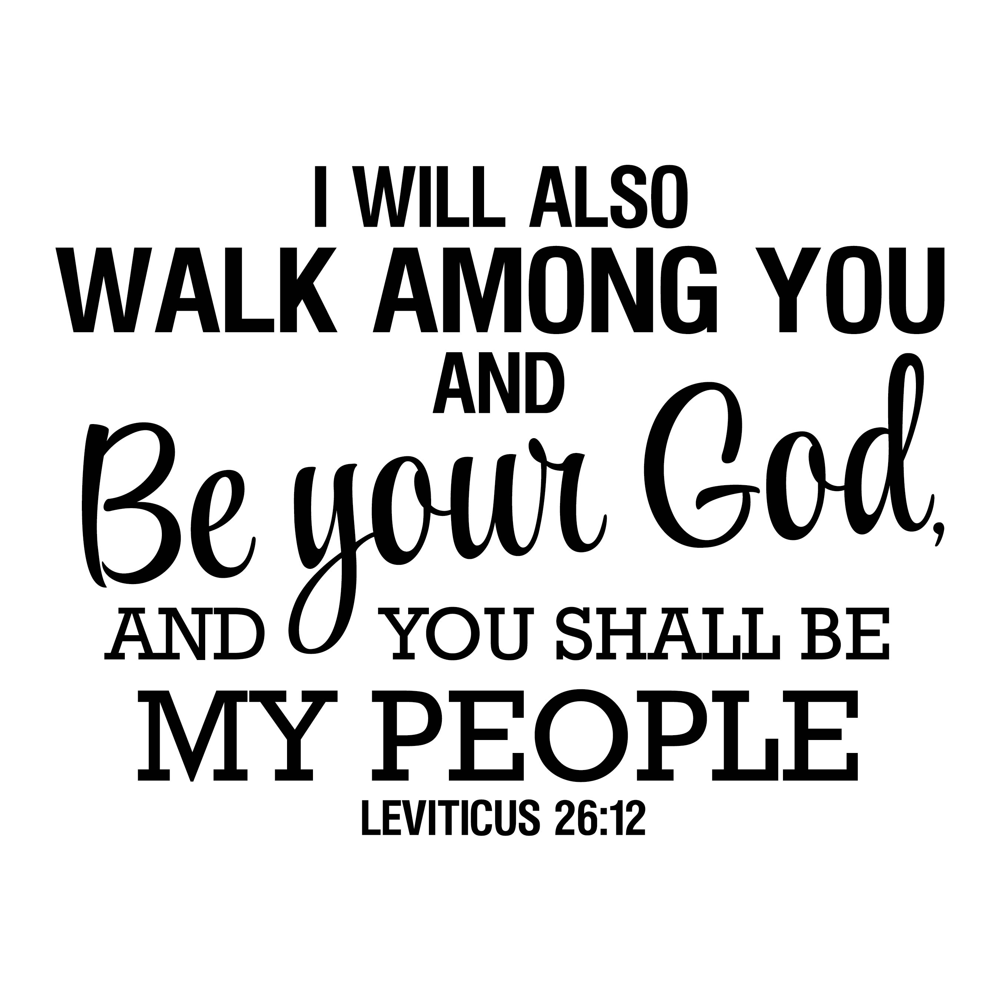 I WILL ALSO
WALK AMONG YOU
AND
Be your God,
AND YOU SHALL BE
MY PEOPLE
LEVITICUS 26:12